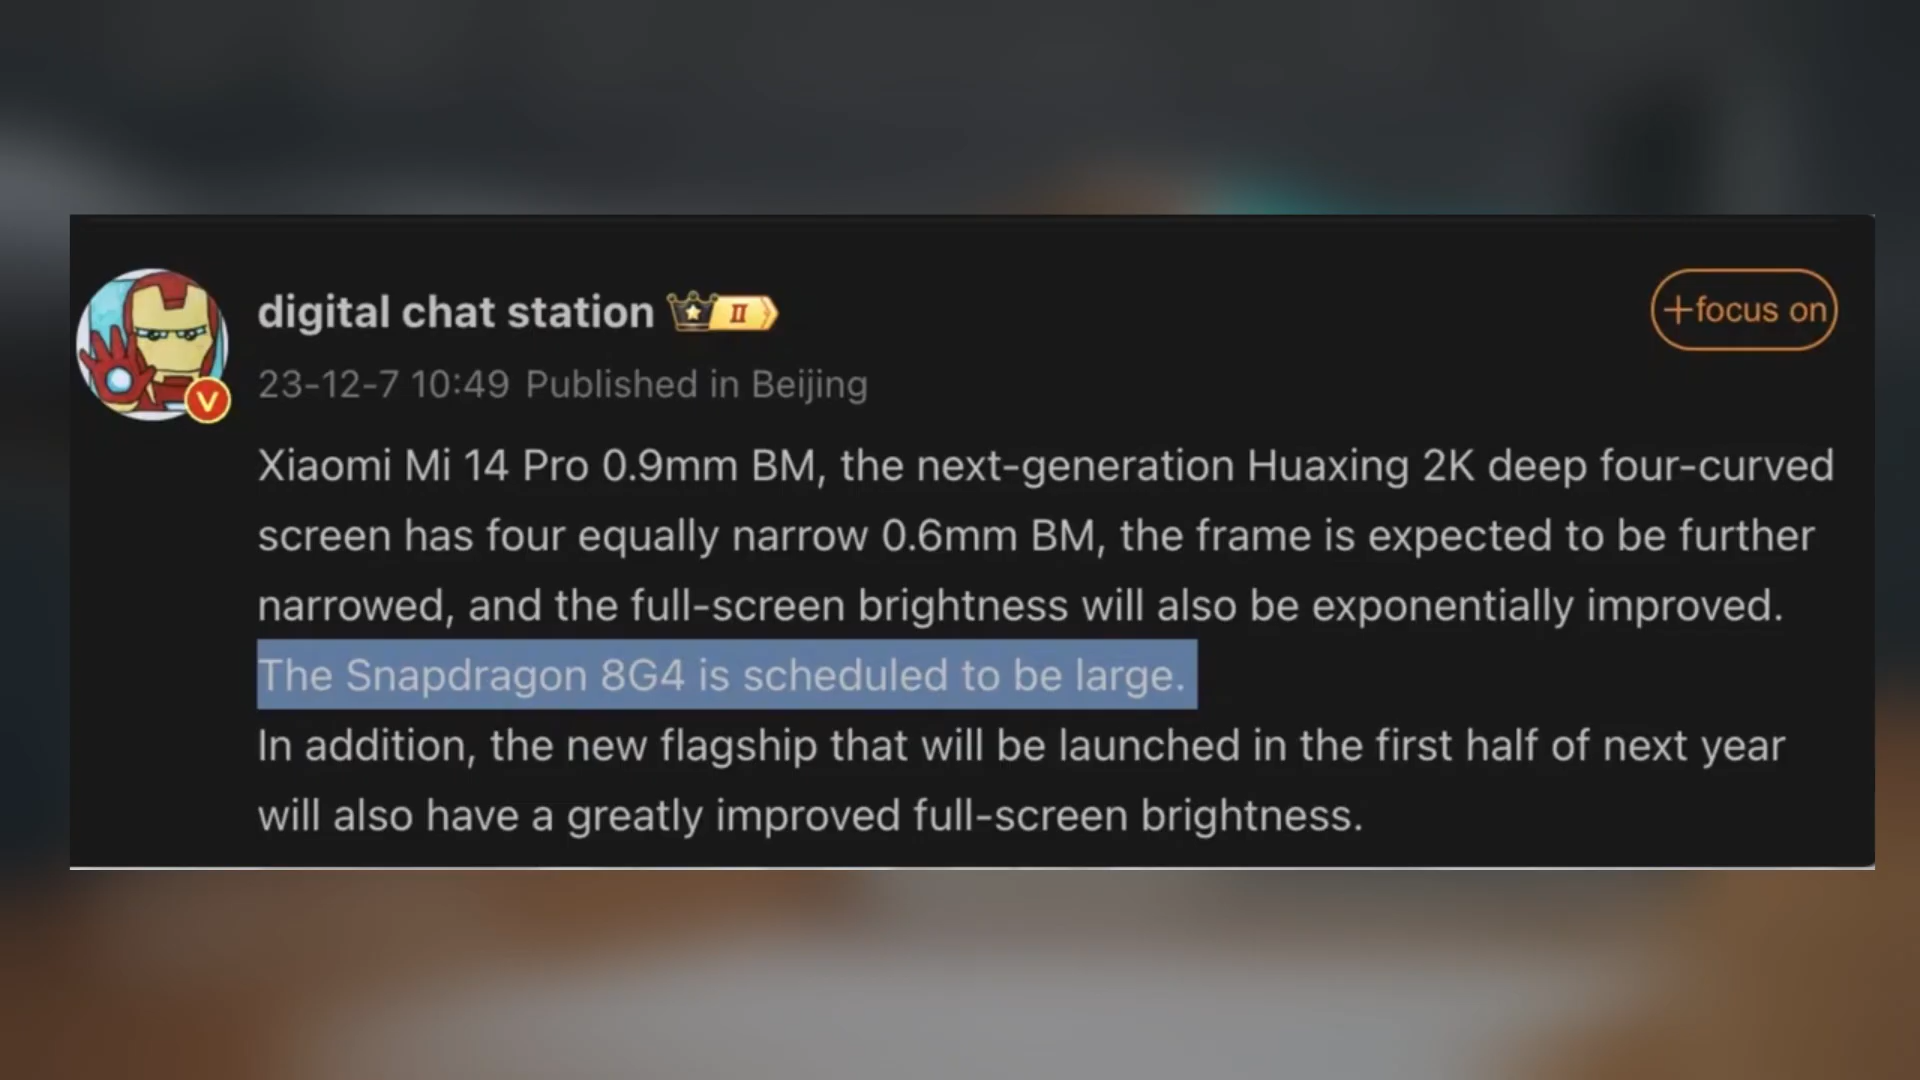 digital chat station II
+focus on
23-12-7 10:49 Published in Beijing
Xiaomi Mi 14 Pro 0.9mm BM, the next-generation Huaxing 2K deep four-curved
screen has four equally narrow 0.6mm BM, the frame is expected to be further
narrowed, and the full-screen brightness will also be exponentially improved.
The Snapdragon 8G4 is scheduled to be large.
In addition, the new flagship that will be launched in the first half of next year
will also have a greatly improved full-screen brightness.
V